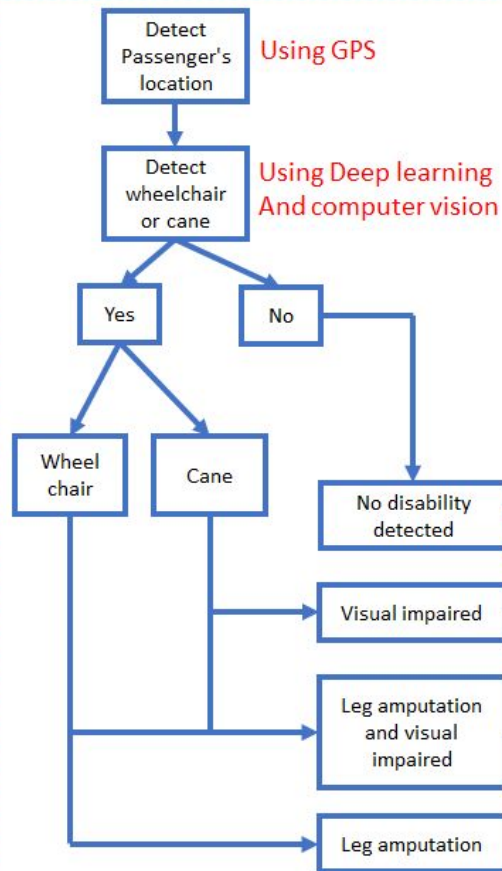 Detect
Passenger's
location
Using GPS
Detect
wheelchair
or cane
Using Deep learning
And computer vision
Yes
No
Wheel
chair
Cane
No disability
detected
Visual impaired
Leg amputation
and visual
impaired
Leg amputation